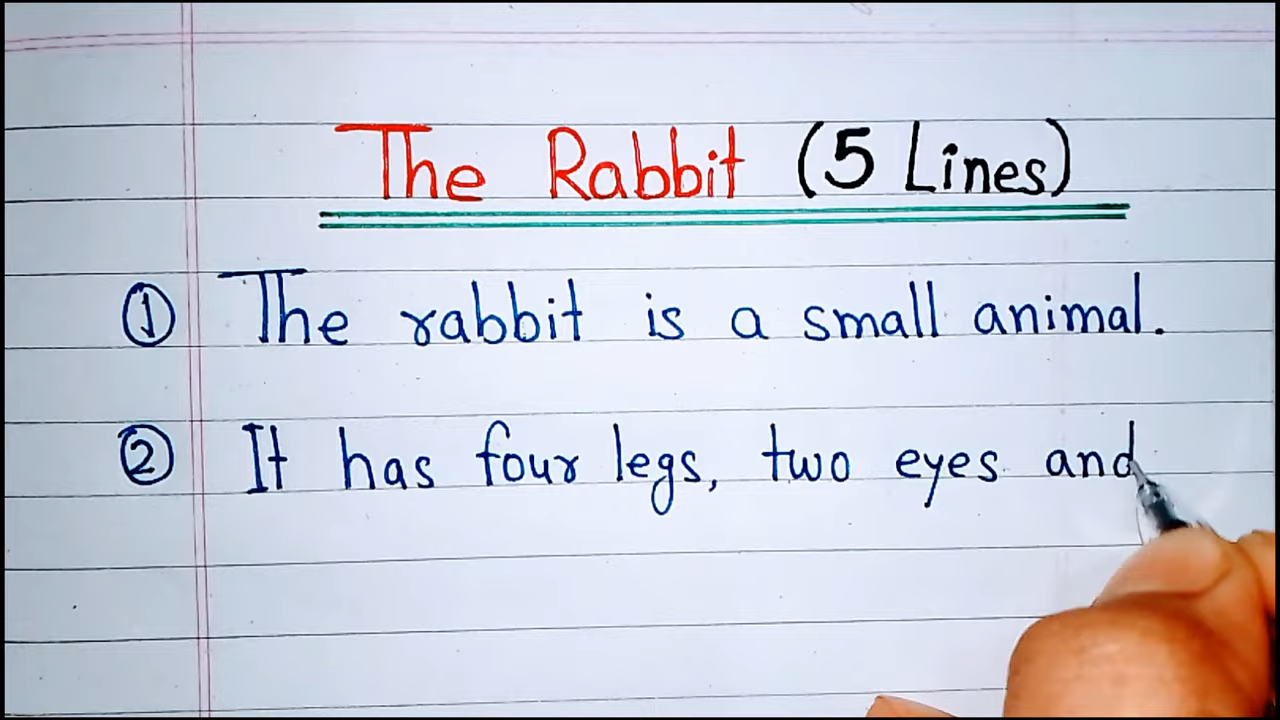 The Rabbit (5 Lines)
① The rabbit is a small animal.
② It has four legs, two eyes and